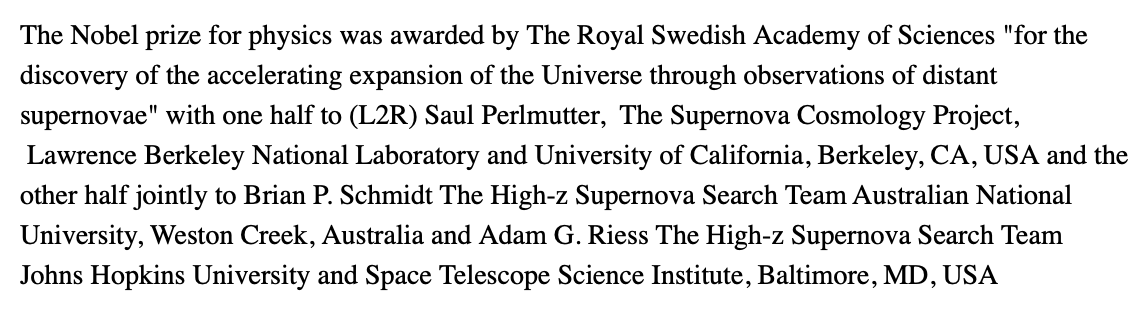 The Nobel prize for physics was awarded by The Royal Swedish Academy of Sciences "for the
discovery of the accelerating expansion of the Universe through observations of distant
supernovae" with one half to (L2R) Saul Perlmutter,  The Supernova Cosmology Project,
Lawrence Berkeley National Laboratory and University of California, Berkeley, CA, USA and the
other half jointly to Brian P. Schmidt The High-z Supernova Search Team Australian National
University, Weston Creek, Australia and Adam G. Riess The High-z Supernova Search Team
Johns Hopkins University and Space Telescope Science Institute, Baltimore, MD, USA